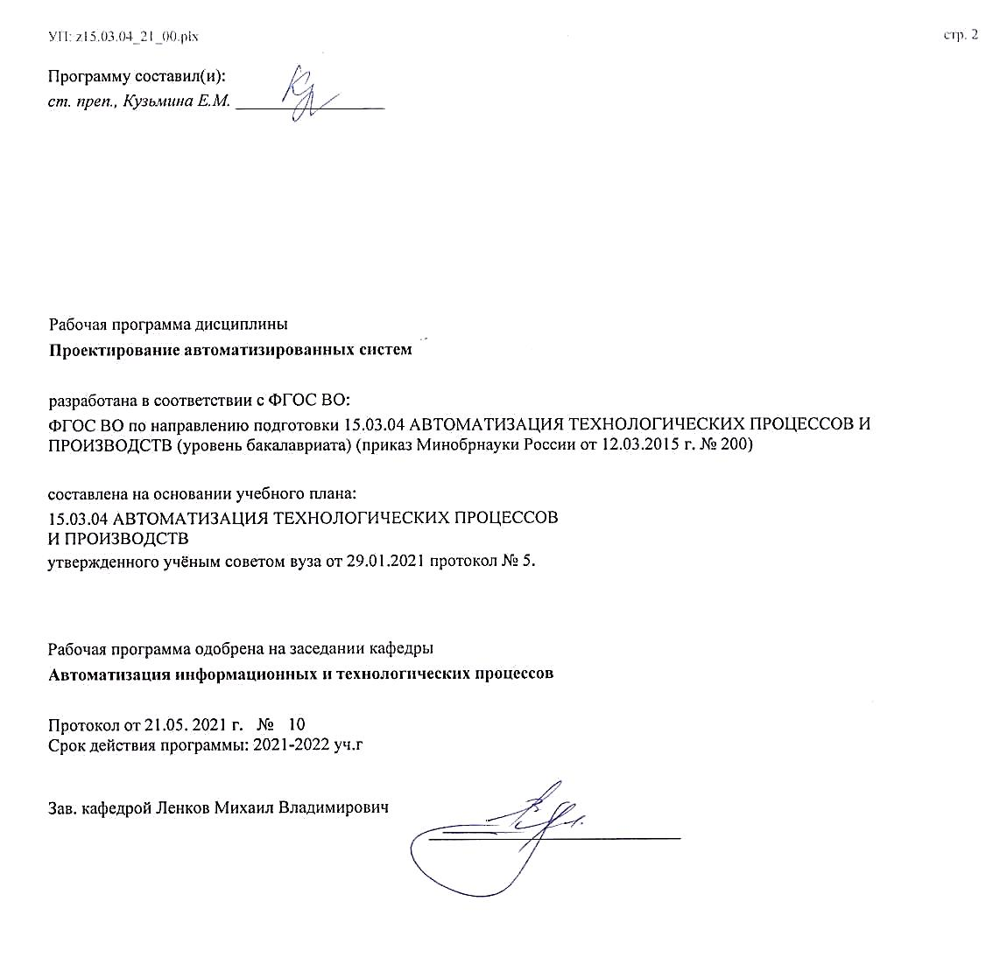 УП: z15.03.04_21_00.plx
стр. 2
Программу составил(и):
ст. преп., Кузьмина Е.М.
Рабочая программа дисциплины
Проектирование автоматизированных систем
разработана в соответствии с ФГОС ВО:
ФГОС ВО по направлению подготовки 15.03.04 АВТОМАТИЗАЦИЯ ТЕХНОЛОГИЧЕСКИХ ПРОЦЕССОВ И
ПРОИЗВОДСТВ (уровень бакалавриата) (приказ Минобрнауки России от 12.03.2015 г. № 200)
составлена на основании учебного плана:
15.03.04 АВТОМАТИЗАЦИЯ ТЕХНОЛОГИЧЕСКИХ ПРОЦЕССОВ
И ПРОИЗВОДСТВ
утвержденного учёным советом вуза от 29.01.2021 протокол № 5.
Рабочая программа одобрена на заседании кафедры
Автоматизация информационных и технологических процессов
Протокол от 21.05. 2021 г. № 10
Срок действия программы: 2021-2022 уч.г
Зав. кафедрой Ленков Михаил Владимирович